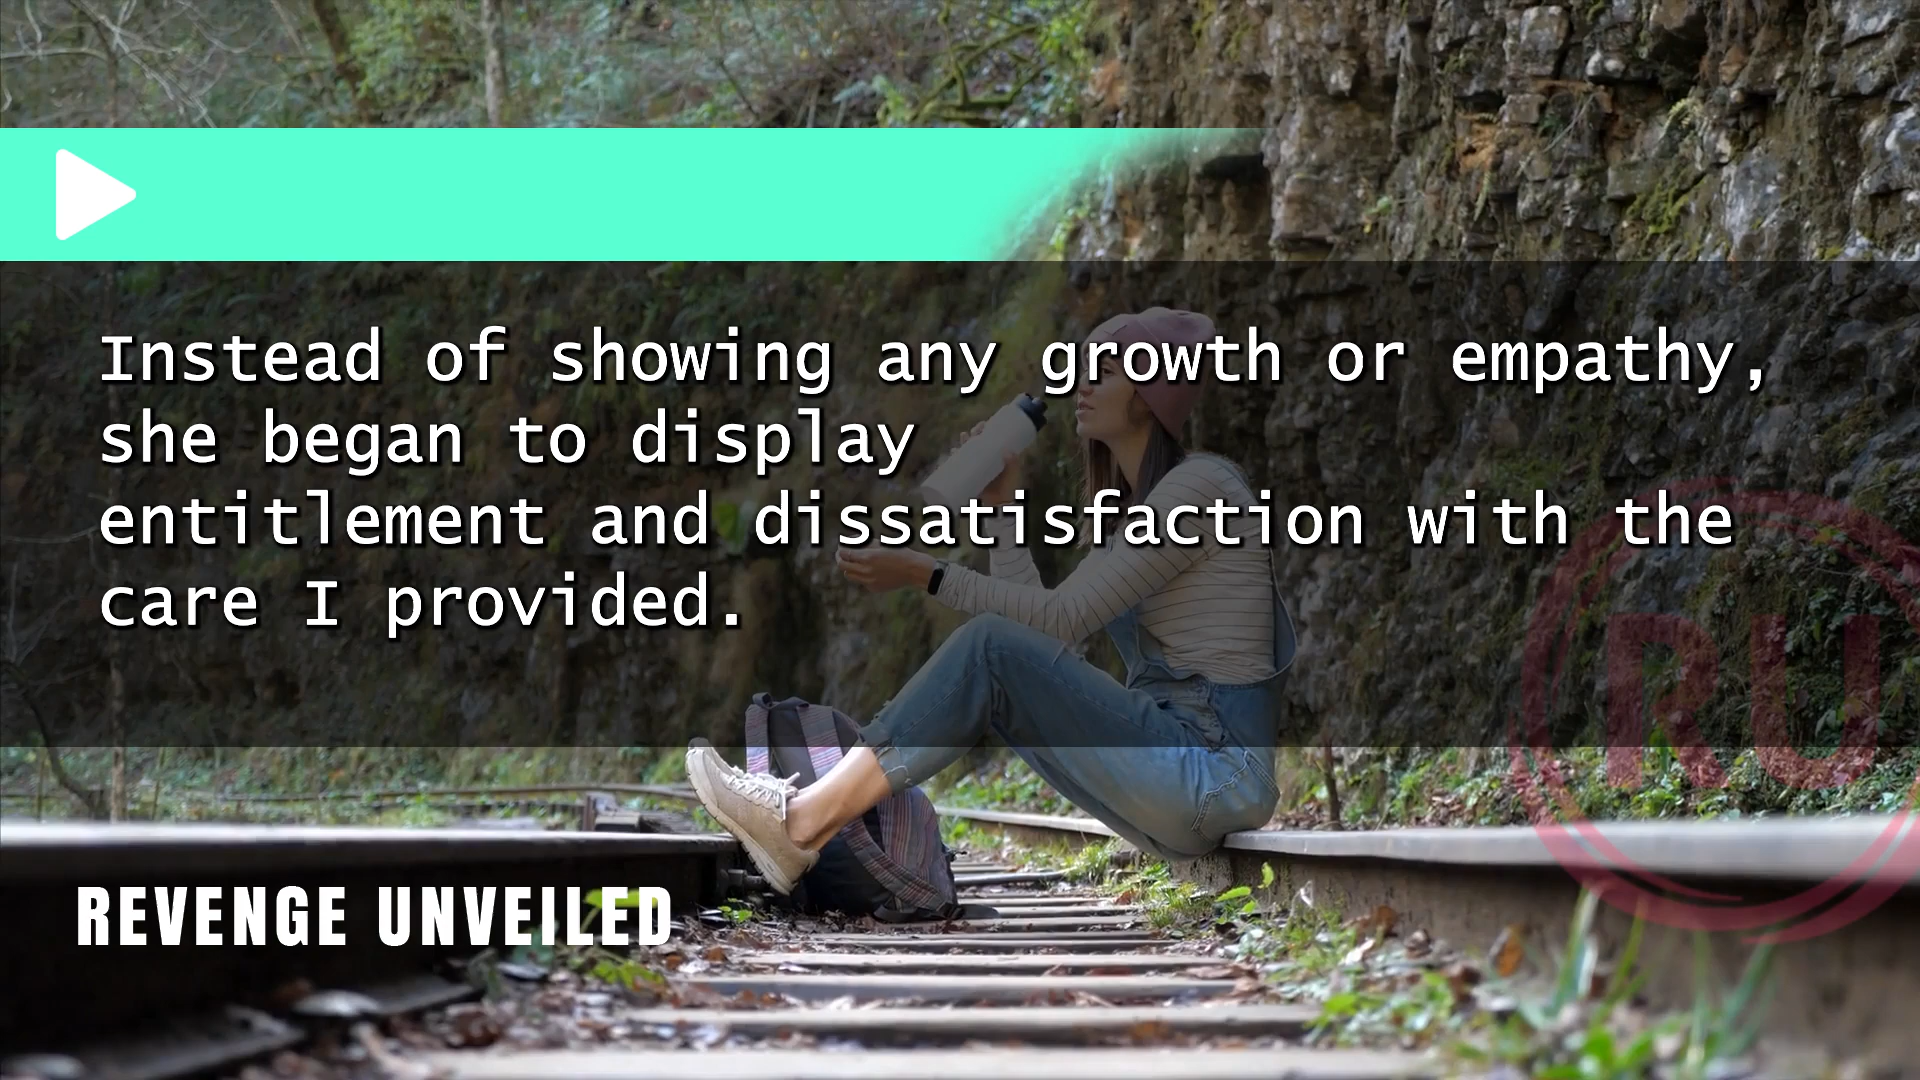 Instead of showing any growth or empathy,
she began to display
entitlement and dissatisfaction with the
care I provided.
RU
REVENGE UNVEILED